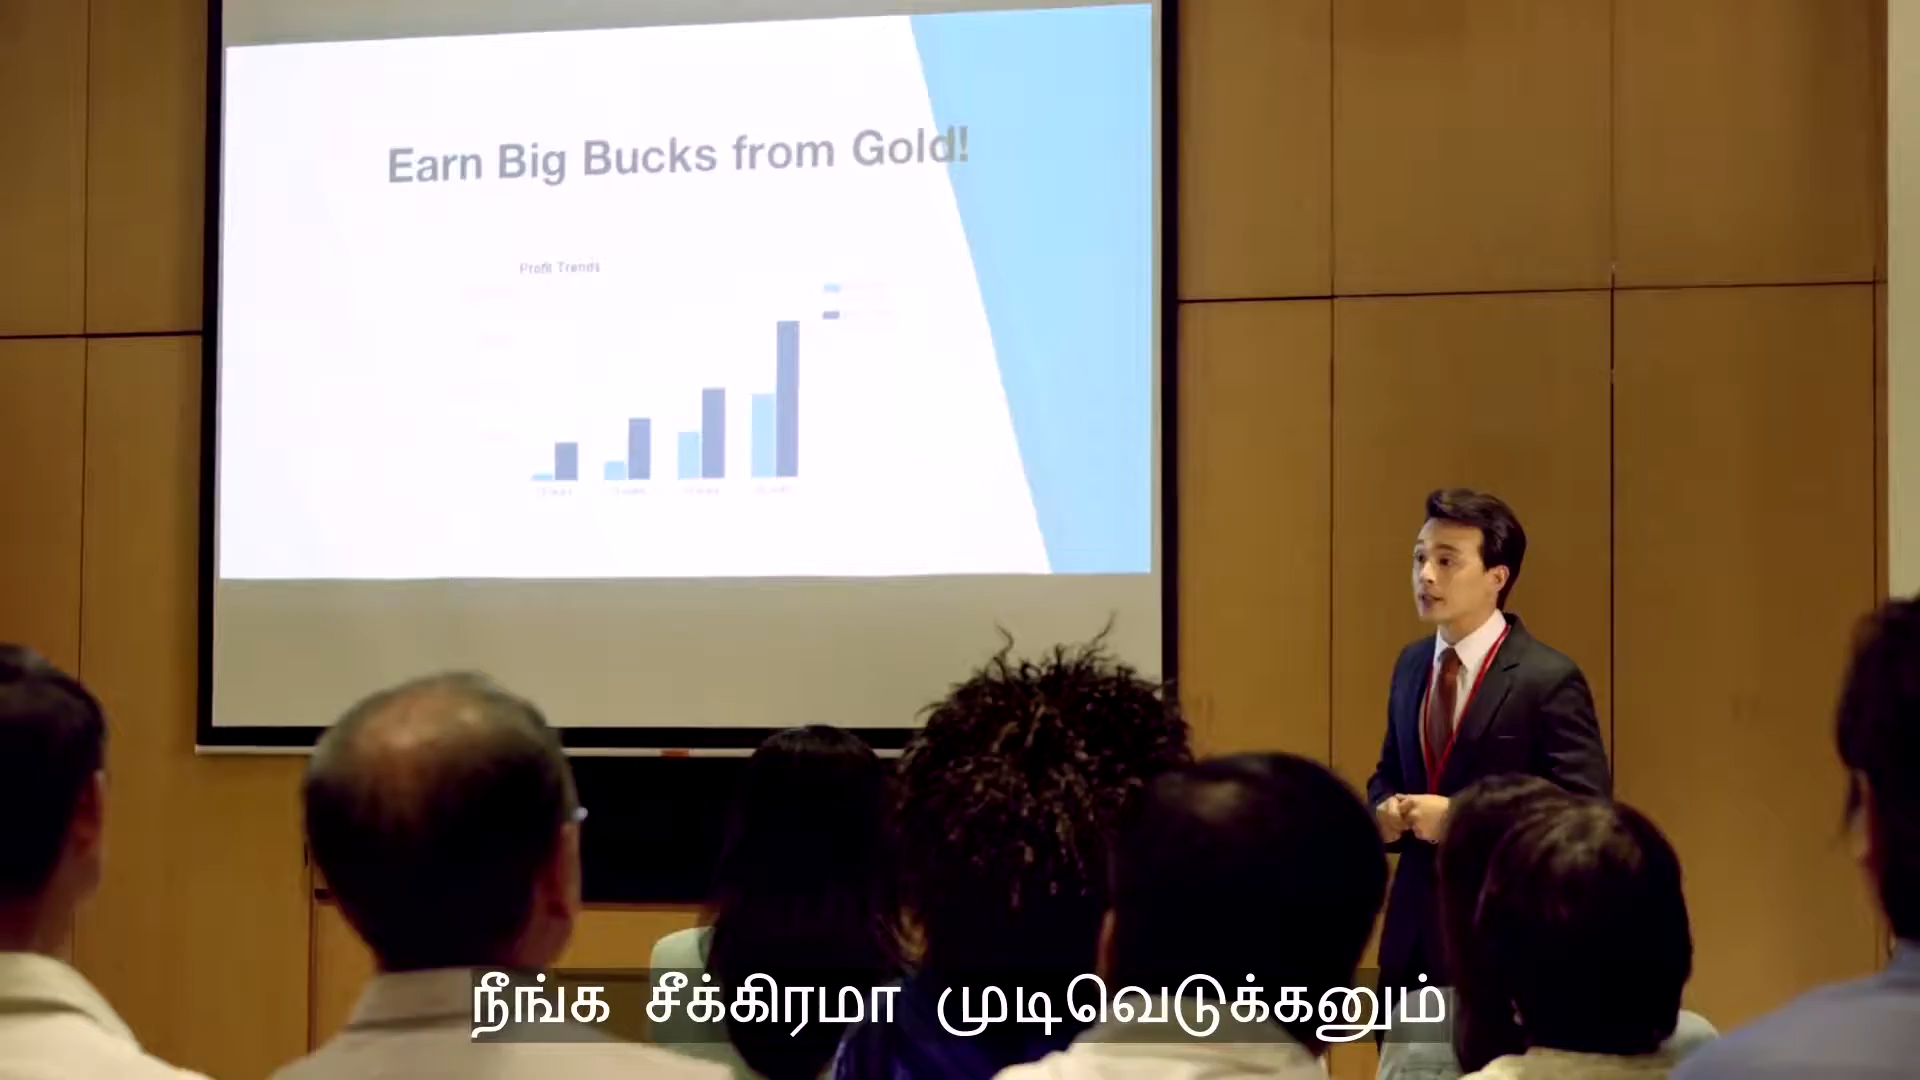 Earn Big Bucks from Gold!
Profit Trends
நீங்க சீக்கிரமா முடிவெடுக்கனும்